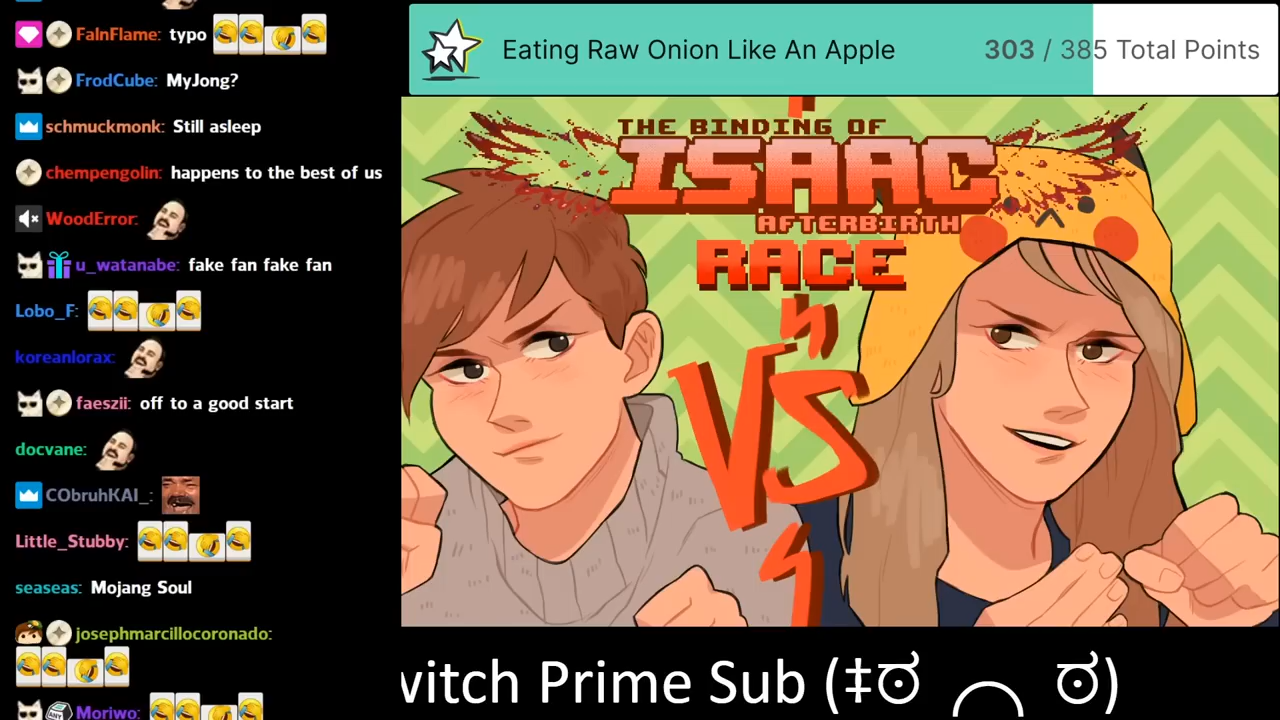 FalnFlame: typo
FrodCube: MyJong?
schmuckmonk: Still asleep
chempengolin: happens to the best of us
WoodError:
u_watanabe: fake fan fake fan
Lobo_F:
koreanlorax:
faeszii: off to a good start
docvane:
CObruhKAI_:
Little_Stubby:
seaseas: Mojang Soul
josephmarcillocoronado:
Moriwo:
7
Eating Raw Onion Like An Apple
303 / 385 Total Points
THE BINDING OF
ISAAC
AFTERBIRTH
RACE
VS
witch Prime Sub (‡ಠ ⁀ ಠ)